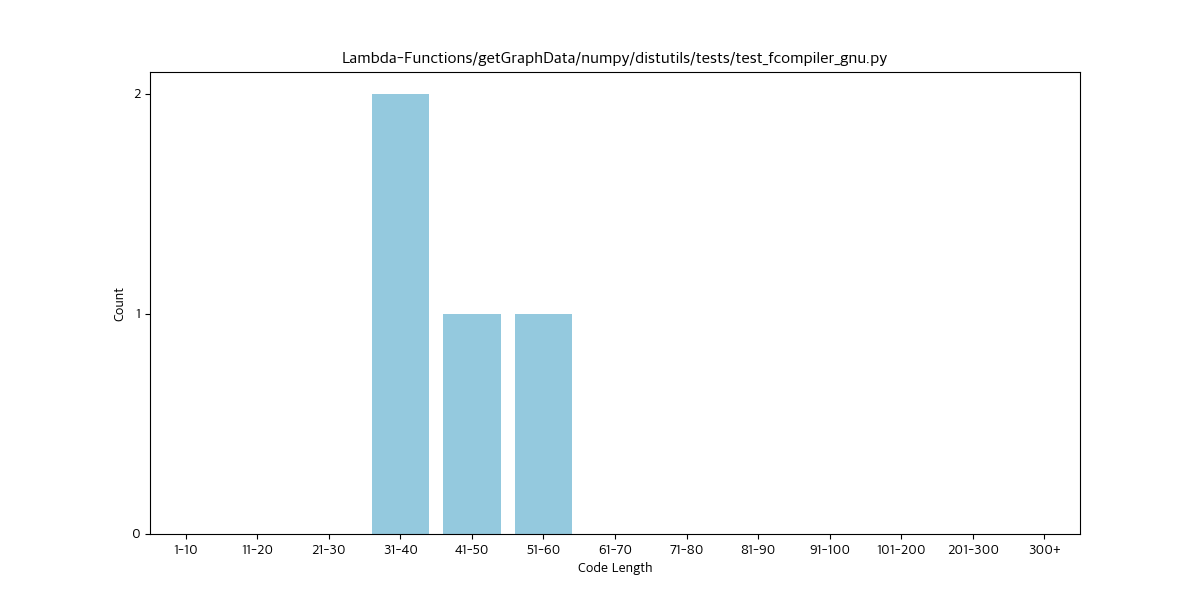 Lambda-Functions/getGraphData/numpy/distutils/tests/test_fcompiler_gnu.py
2
1
0
Count
1-10 11-20 21-30 31-40 41-50 51-60 61-70 71-80 81-90 91-100 101-200 201-300 300+
Code Length